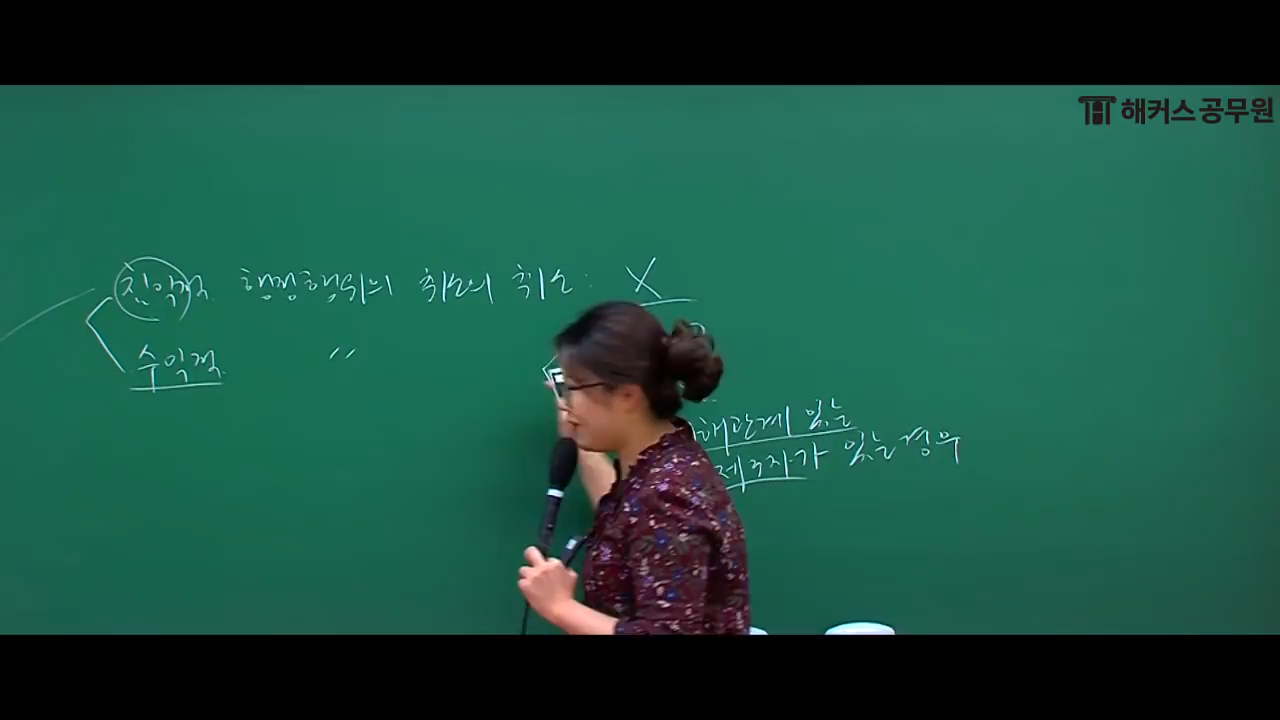 해커스공무원
침익적 행정행위의 취소의 취소 : X
수익적 〃
해관계 있는
제3자가 있는 경우